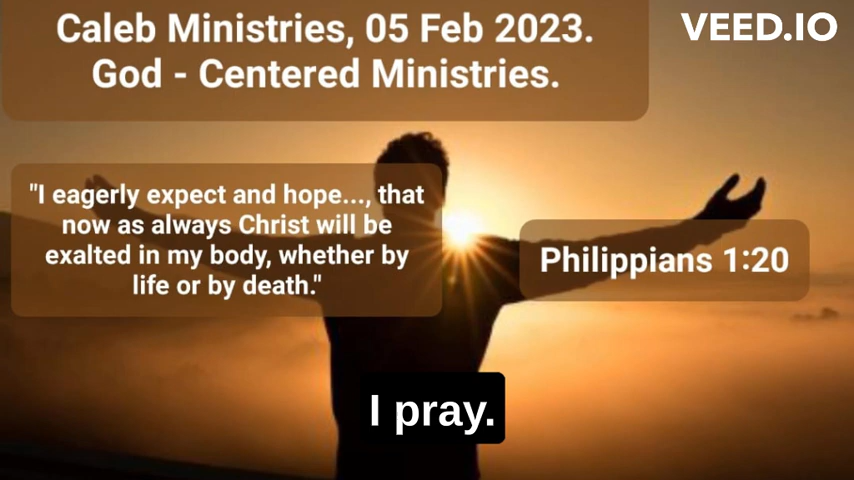 Caleb Ministries, 05 Feb 2023.
God - Centered Ministries.
VEED.IO
"I eagerly expect and hope..., that
now as always Christ will be
exalted in my body, whether by
life or by death."
Philippians 1:20
I pray.